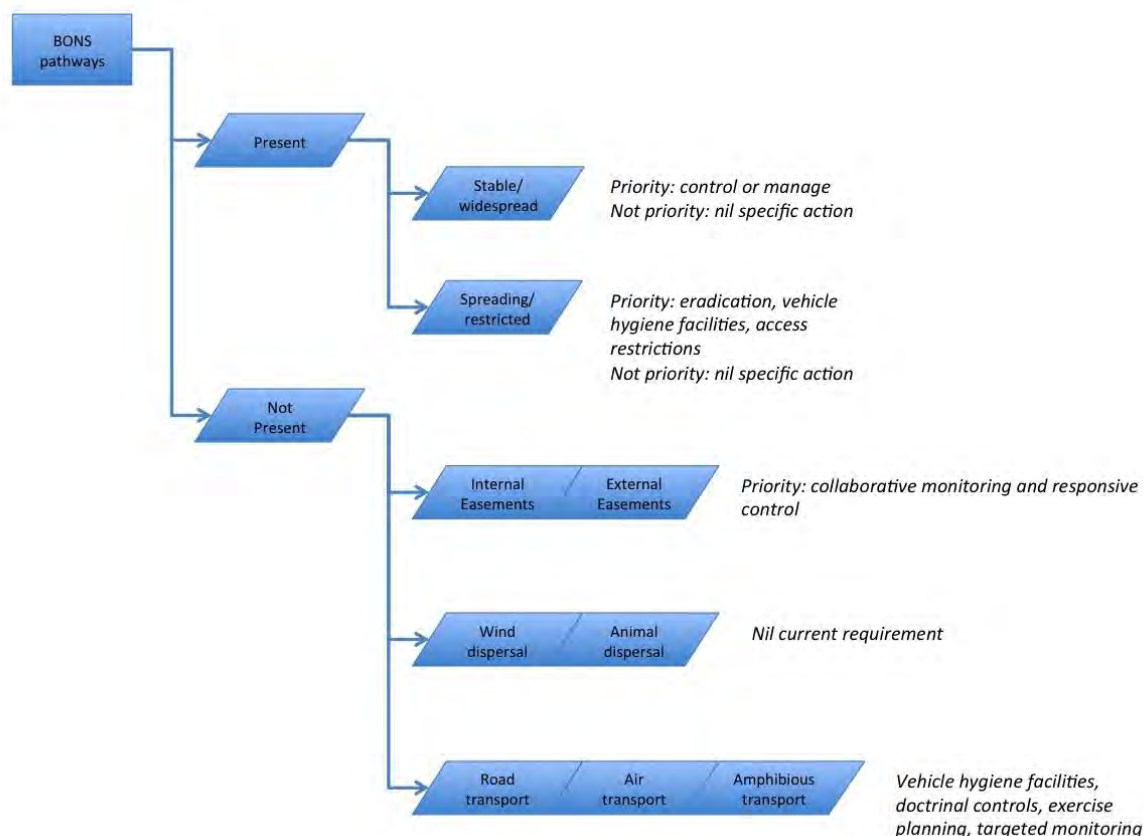 BONS
pathways
Present
Stable/
widespread
Priority: control or manage
Not priority: nil specific action
Spreading/
restricted
Priority: eradication, vehicle
hygiene facilities, access
restrictions
Not priority: nil specific action
Not
Present
Internal
Easements
External
Easements
Priority: collaborative monitoring and responsive
control
Wind
dispersal
Animal
dispersal
Nil current requirement
Road
transport
Air
transport
Amphibious
transport
Vehicle hygiene facilities,
doctrinal controls, exercise
planning, targeted monitoring